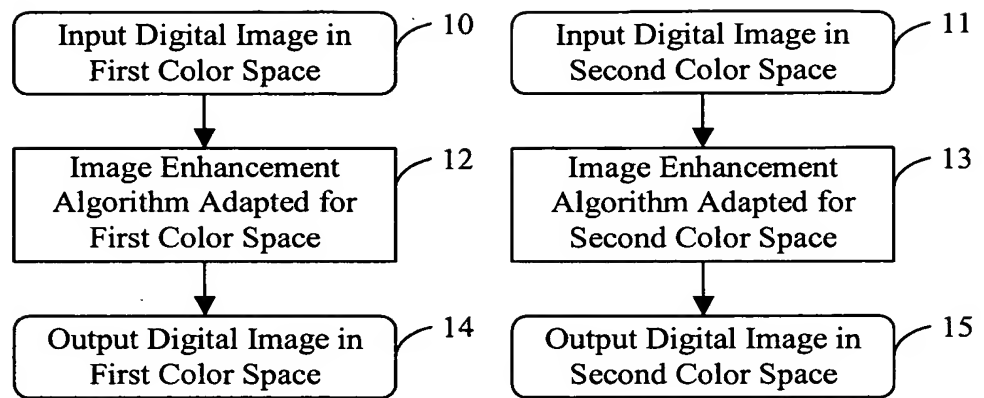 Input Digital Image in
First Color Space
10
Input Digital Image in
Second Color Space
11
Image Enhancement
Algorithm Adapted for
First Color Space
12
Image Enhancement
Algorithm Adapted for
Second Color Space
13
Output Digital Image in
First Color Space
14
Output Digital Image in
Second Color Space
15